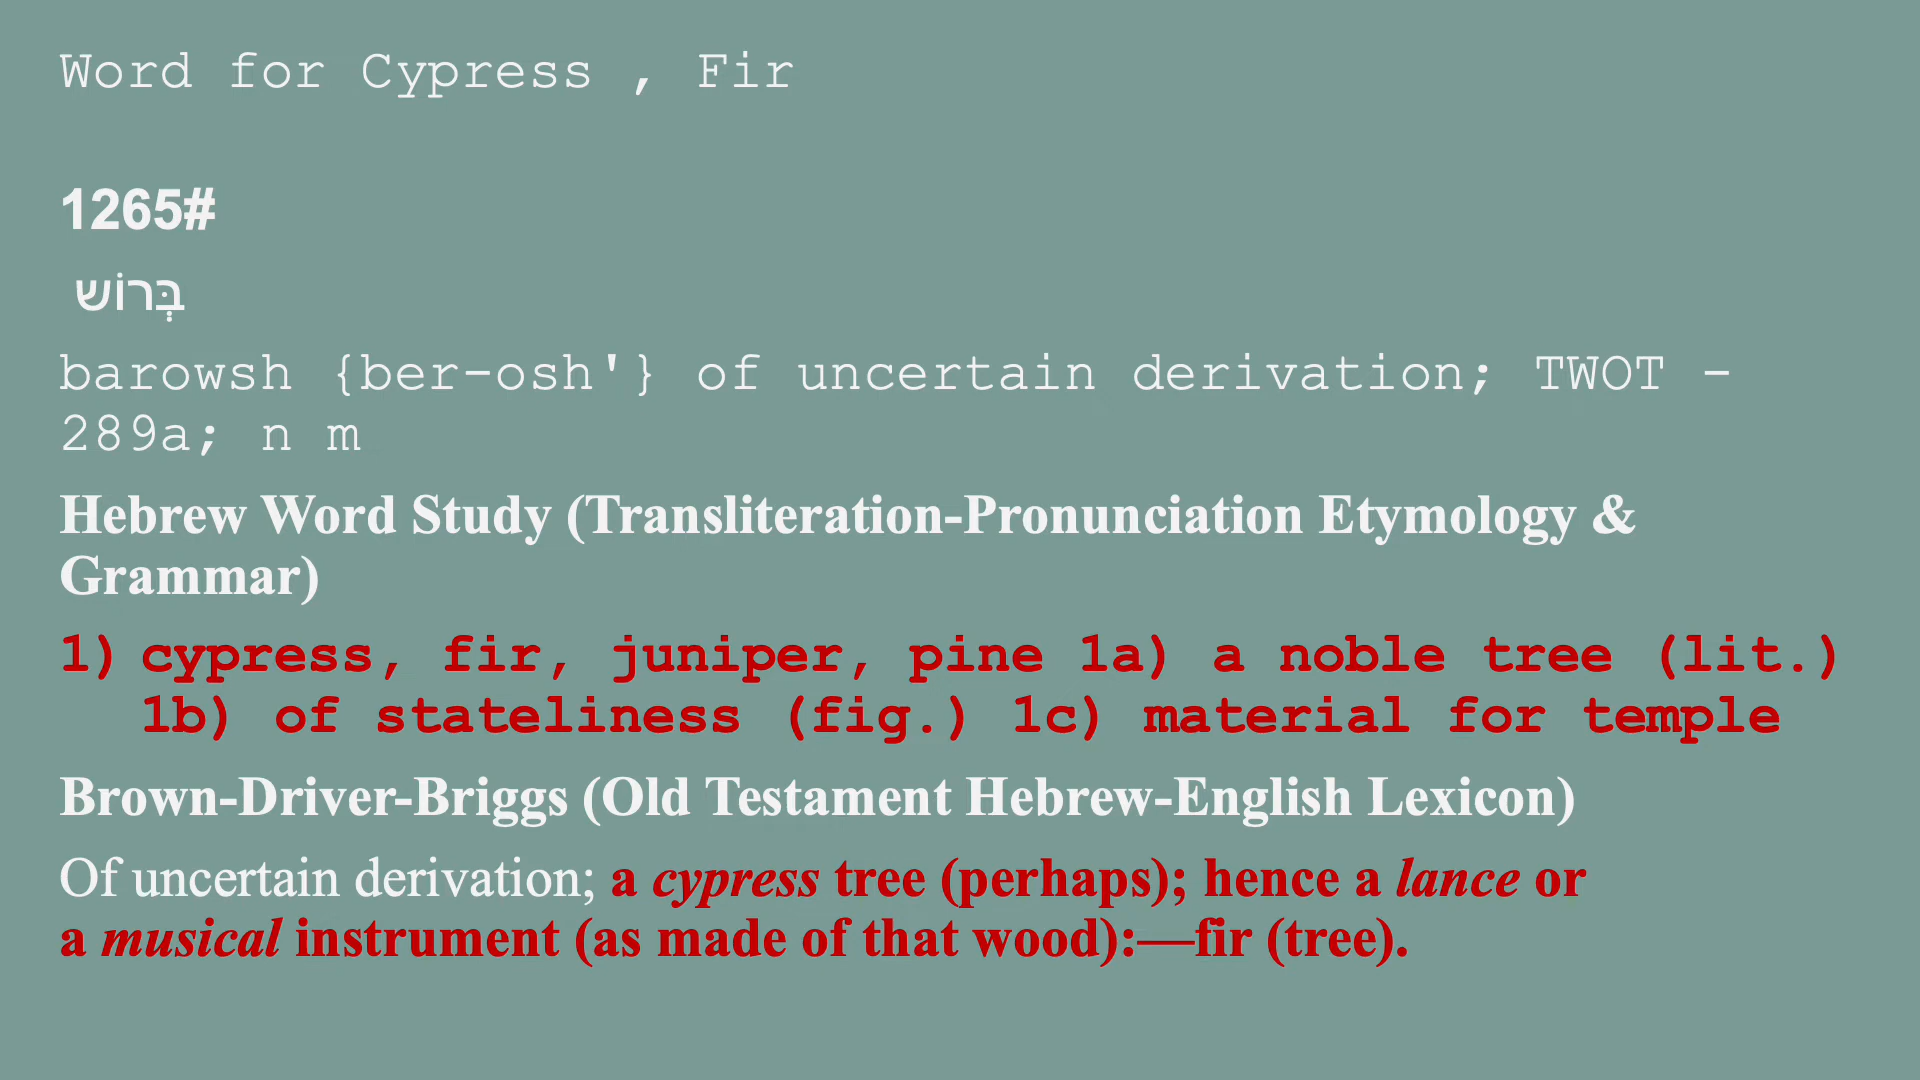 Word for Cypress , Fir
1265#
בְּרוֹשׁ
barowsh {ber-osh'} of uncertain derivation; TWOT -
289a; n m
Hebrew Word Study (Transliteration-Pronunciation Etymology &
Grammar)
1) cypress, fir, juniper, pine 1a) a noble tree (lit.)
1b) of stateliness (fig.) 1c) material for temple
Brown-Driver-Briggs (Old Testament Hebrew-English Lexicon)
Of uncertain derivation; a cypress tree (perhaps); hence a lance or
a musical instrument (as made of that wood):—fir (tree).